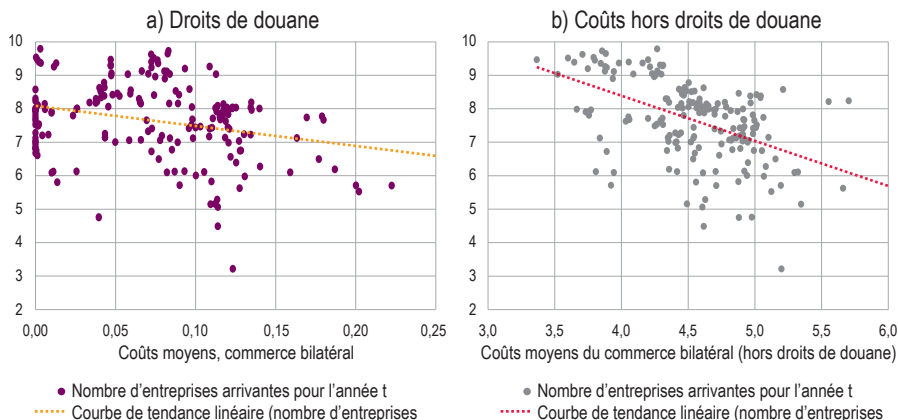 a) Droits de douane
10
9
8
7
6
5
4
3
2
0,00 0,05 0,10 0,15 0,20 0,25
Coûts moyens, commerce bilatéral
Nombre d'entreprises arrivantes pour l'année t
Courbe de tendance linéaire (nombre d'entreprises
b) Coûts hors droits de douane
10
9
8
7
6
5
4
3
2
3,0 3,5 4,0 4,5 5,0 5,5 6,0
Coûts moyens du commerce bilatéral (hors droits de douane)
Nombre d'entreprises arrivantes pour l'année t
Courbe de tendance linéaire (nombre d'entreprises